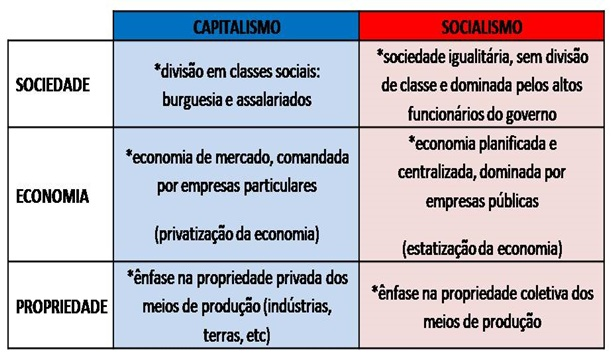 CAPITALISMO
SOCIALISMO
SOCIEDADE
*divisão em classes sociais:
burguesia e assalariados
*sociedade igualitária, sem divisão
de classe e dominada pelos altos
funcionários do governo
ECONOMIA
*economia de mercado, comandada
por empresas particulares
(privatização da economia)
*economia planificada e
centralizada, dominada por
empresas públicas
(estatização da economia)
PROPRIEDADE
*ênfase na propriedade privada dos
meios de produção (indústrias,
terras, etc)
*ênfase na propriedade coletiva dos
meios de produção